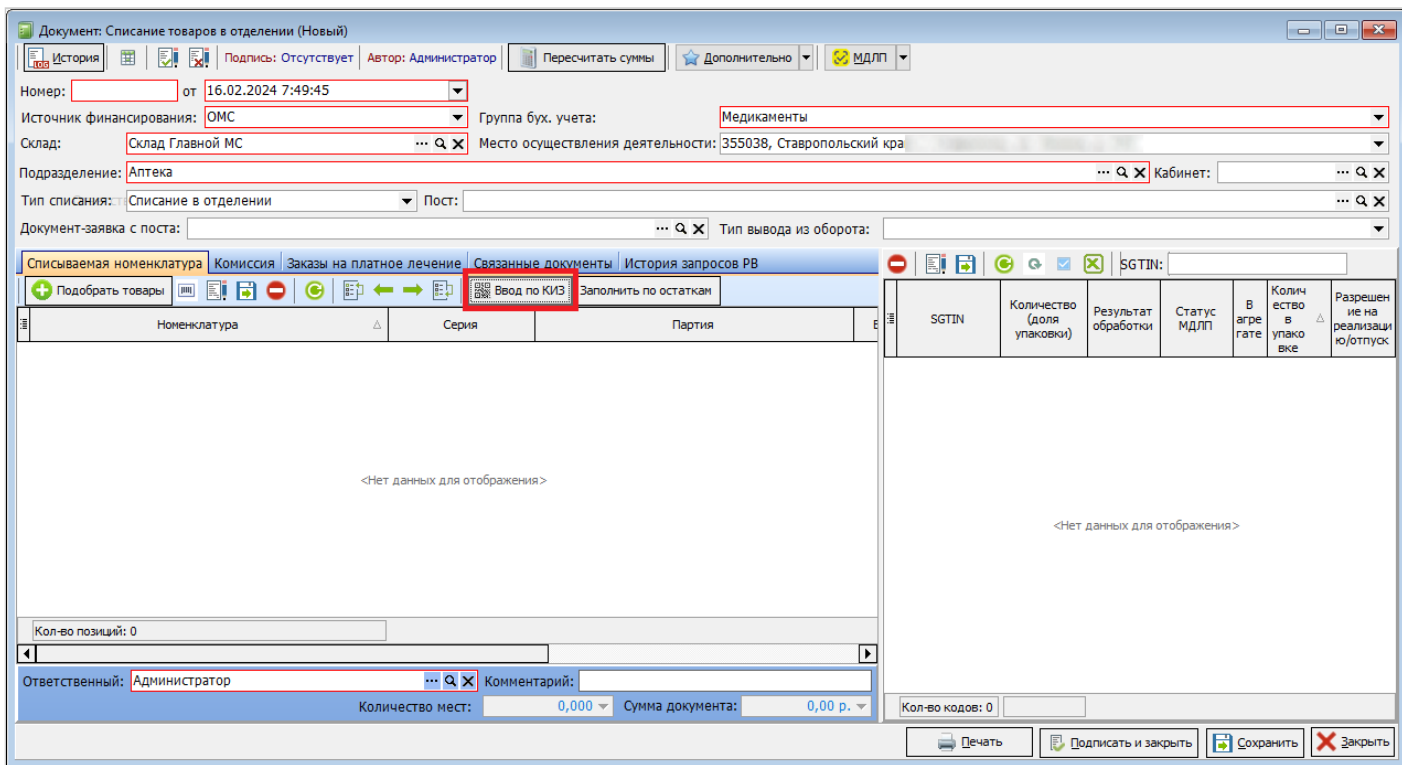 Документ: Списание товаров в отделении (Новый)
LOG История Подпись: Отсутствует Автор: Администратор Пересчитать суммы Дополнительно МДЛП
Номер: от 16.02.2024 7:49:45
Источник финансирования: ОМС Группа бух. учета: Медикаменты
Склад: Склад Главной МС Место осуществления деятельности: 355038, Ставропольский кра
Подразделение: Аптека Кабинет:
Тип списания: Списание в отделении Пост:
Документ-заявка с поста: Тип вывода из оборота:
Списываемая номенклатура Комиссия Заказы на платное лечение Связанные документы История запросов РВ
Подобрать товары Ввод по КИЗ Заполнить по остаткам
Номенклатура Серия Партия
SGTIN:
SGTIN Количество (доля упаковки) Результат обработки Статус МДЛП В агрегате Количество в упаковке Разрешение на реализацию/отпуск
<Нет данных для отображения>
<Нет данных для отображения>
Кол-во позиций: 0
Ответственный: Администратор Комментарий:
Количество мест: 0,000 Сумма документа: 0,00 р.
Кол-во кодов: 0
Печать Подписать и закрыть Сохранить Закрыть